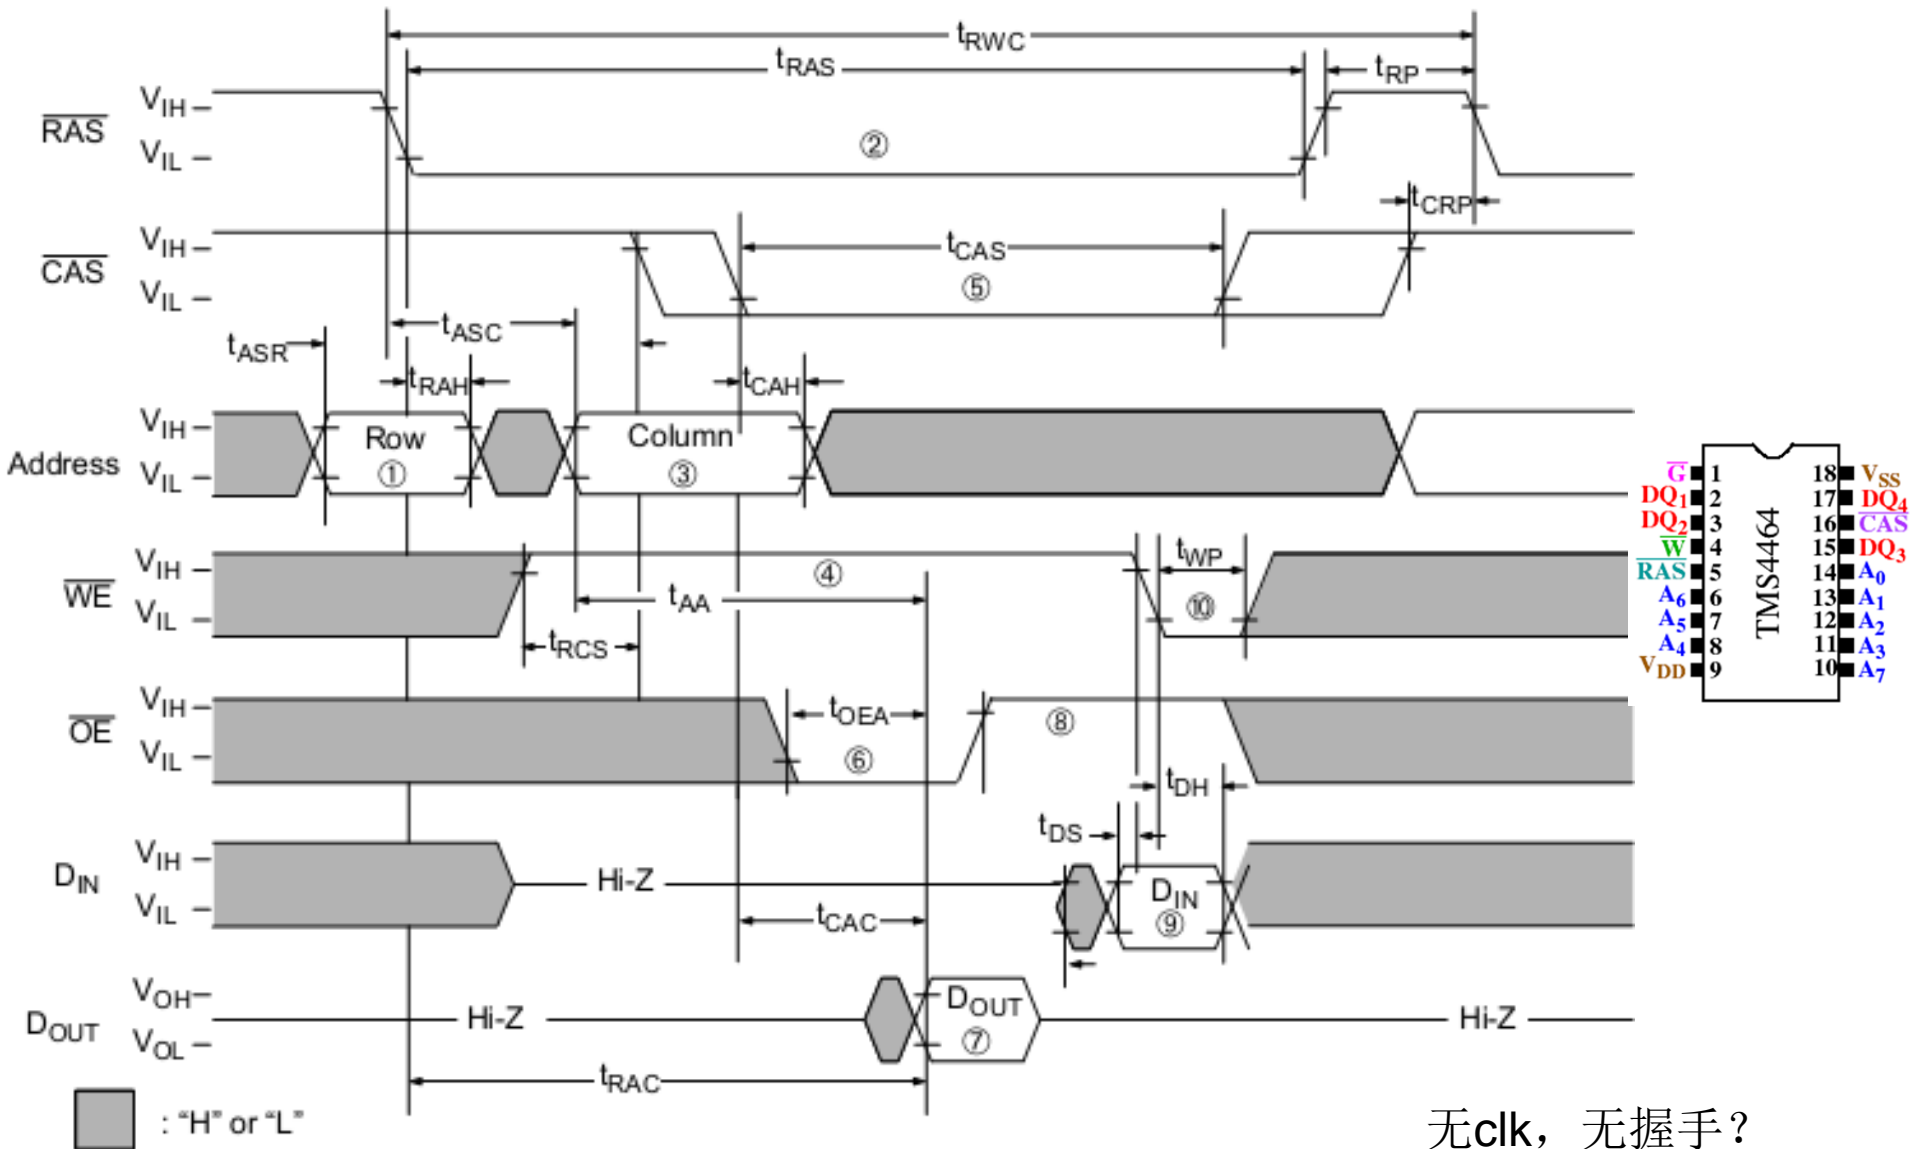 tRWC
tRAS
tRP
RAS
VIH
VIL
②
tCRP
CAS
VIH
VIL
tCAS
⑤
tASC
tASR
tRAH
tCAH
Address
VIH
VIL
Row
①
Column
③
WE
VIH
VIL
④
tAA
tWP
⑩
tRCS
OE
VIH
VIL
tOEA
⑥
⑧
tDH
tDS
DIN
VIH
VIL
Hi-Z
DIN
⑨
tCAC
DOUT
VOH
VOL
Hi-Z
DOUT
⑦
Hi-Z
tRAC
: “H” or “L”
G 1 18 VSS
DQ1 2 17 DQ4
DQ2 3 16 CAS
W 4 15 DQ3
RAS 5 14 A0
A6 6 13 A1
A5 7 12 A2
A4 8 11 A3
VDD 9 10 A7
TMS4464
无clk，无握手？